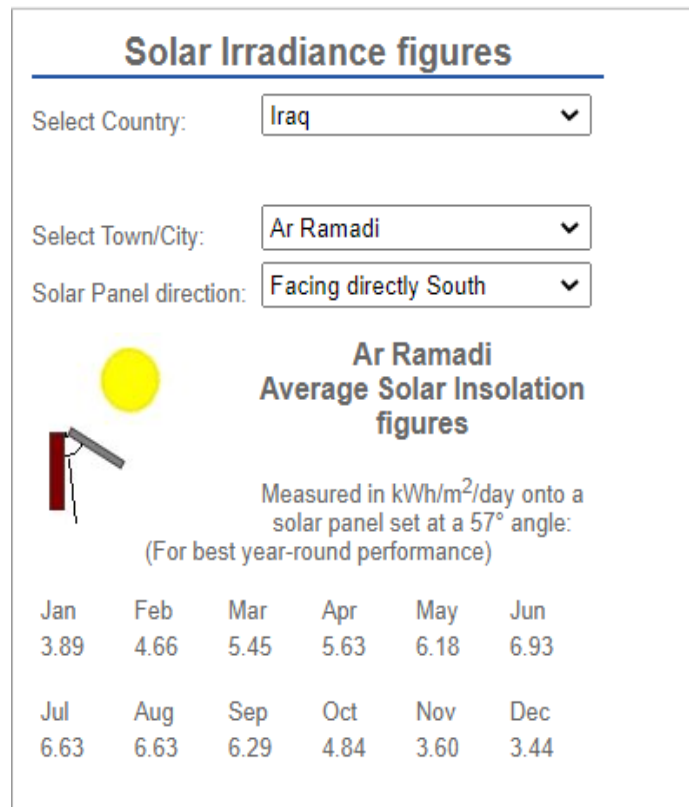 Solar Irradiance figures
Select Country: Iraq
Select Town/City: Ar Ramadi
Solar Panel direction: Facing directly South
Ar Ramadi
Average Solar Insolation
figures
Measured in kWh/m²/day onto a
solar panel set at a 57° angle:
(For best year-round performance)
Jan Feb Mar Apr May Jun
3.89 4.66 5.45 5.63 6.18 6.93
Jul Aug Sep Oct Nov Dec
6.63 6.63 6.29 4.84 3.60 3.44